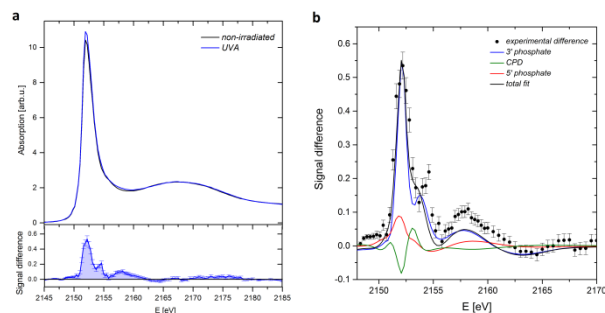 a
non-irradiated
UVA
Absorption [arb.u.]
10
8
6
4
2
0
Signal difference
0.6
0.4
0.2
0.0
2145 2150 2155 2160 2165 2170 2175 2180 2185
E [eV]
b
experimental difference
3' phosphate
CPD
5' phosphate
total fit
Signal difference
0.6
0.5
0.4
0.3
0.2
0.1
0.0
-0.1
2150 2155 2160 2165 2170
E [eV]